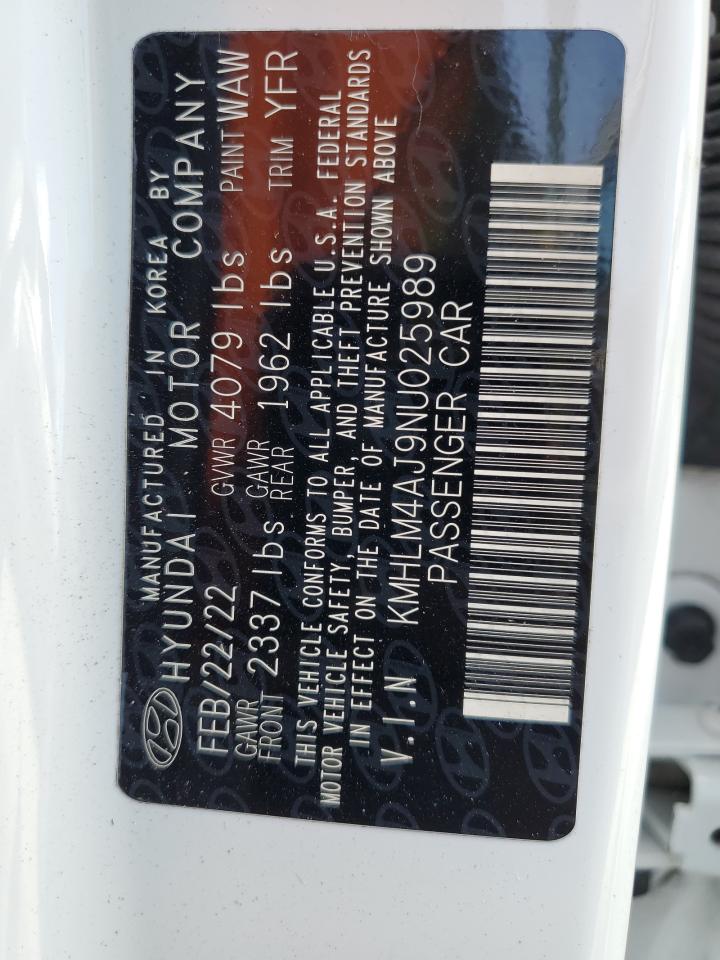 MANUFACTURED IN KOREA BY
HYUNDAI MOTOR COMPANY
FEB/22/22 GVWR 4079 lbs PAINT WAW
GAWR FRONT 2337 lbs GAWR REAR 1962 lbs TRIM YFR
THIS VEHICLE CONFORMS TO ALL APPLICABLE U.S.A. FEDERAL
MOTOR VEHICLE SAFETY, BUMPER, AND THEFT PREVENTION STANDARDS
IN EFFECT ON THE DATE OF MANUFACTURE SHOWN ABOVE
V.I.N KMHLM4AJ9NU025989
PASSENGER CAR